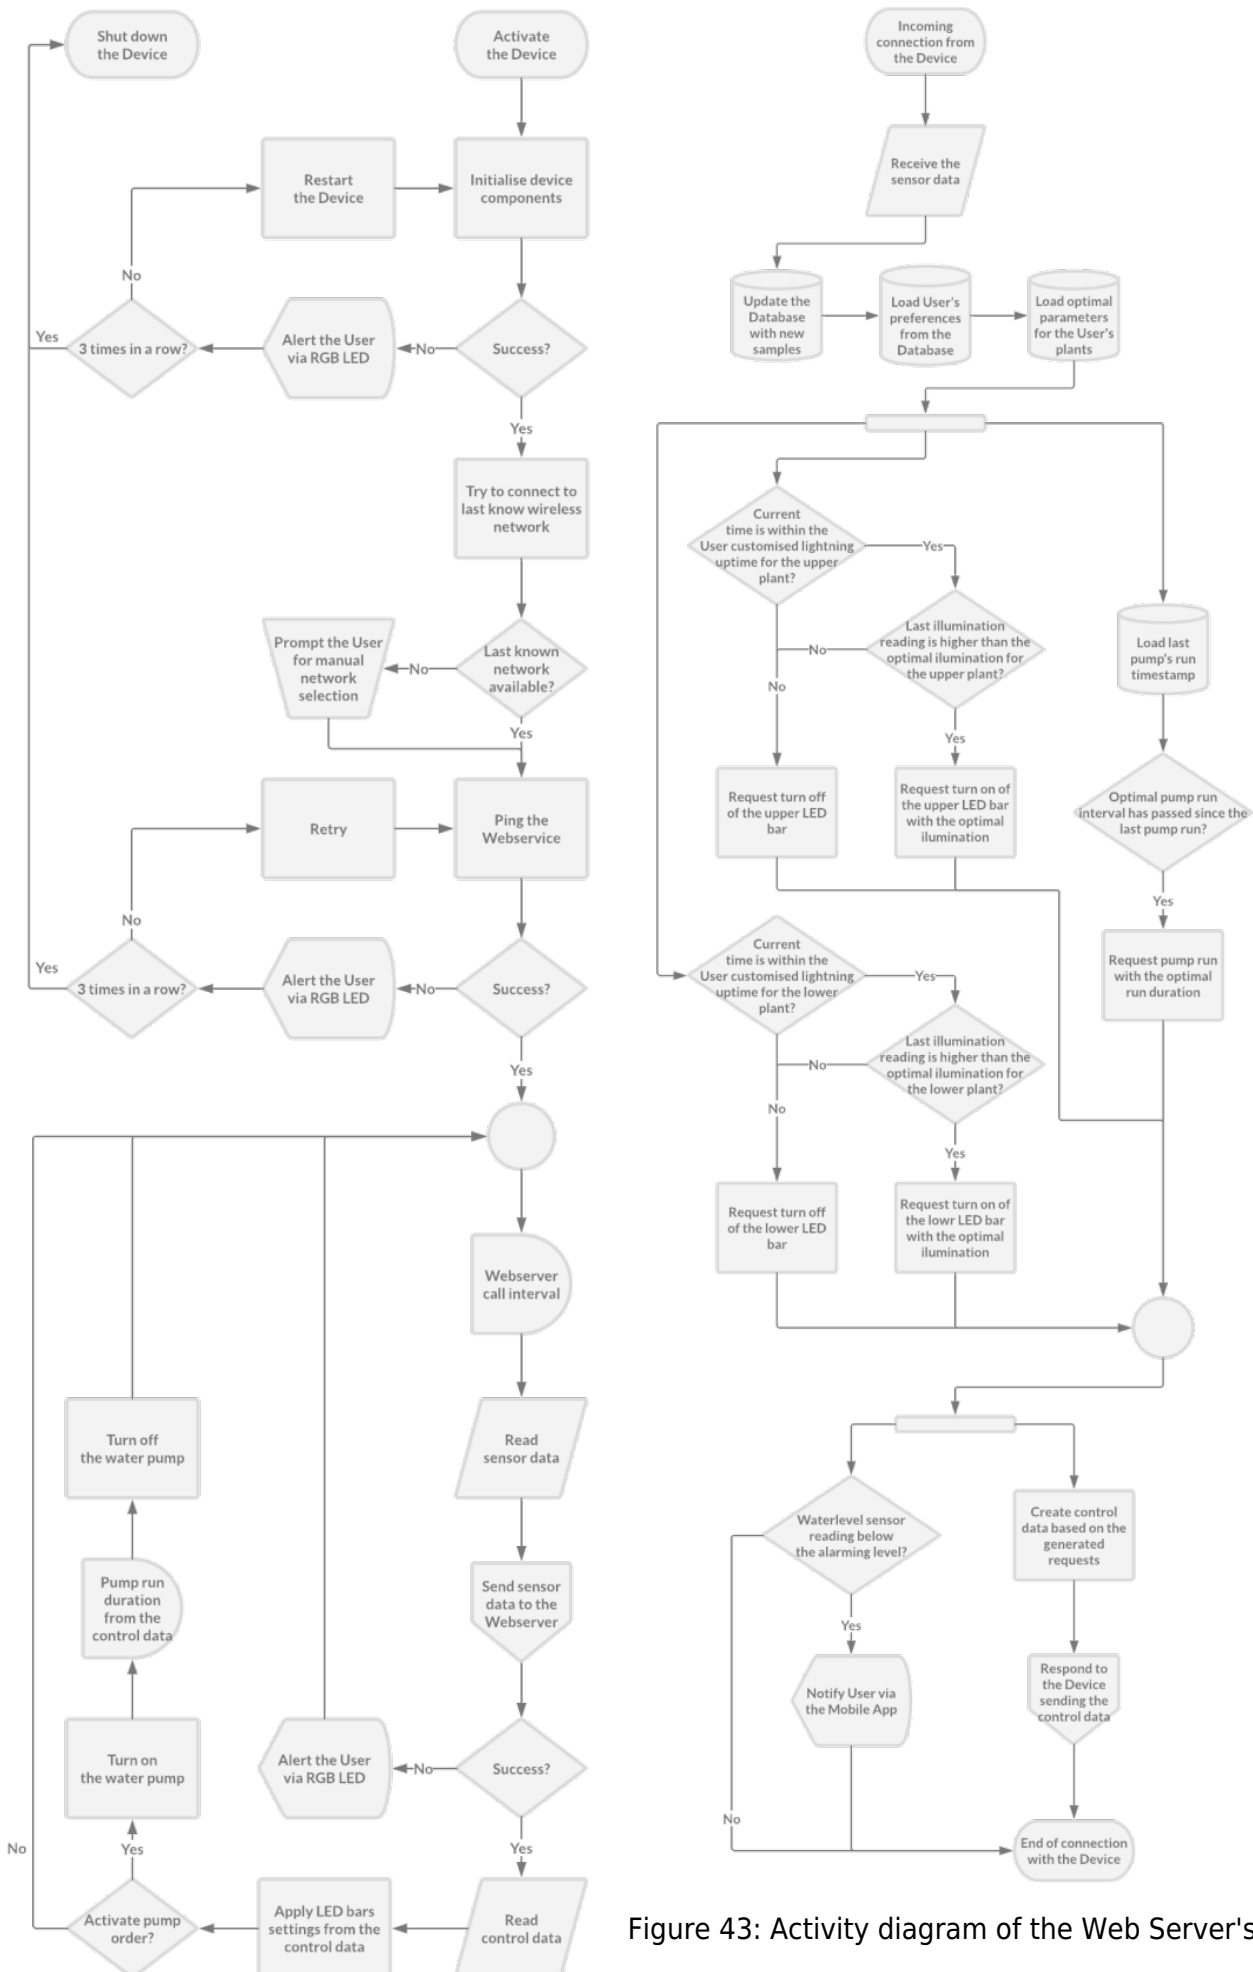 Shut down
the Device
Activate
the Device
Restart
the Device
Initialise device
components
No
Yes
3 times in a row?
Alert the User
via RGB LED
No
Success?
Yes
Try to connect to
last know wireless
network
Prompt the User
for manual
network
selection
No
Last known
network
available?
Yes
Retry
Ping the
Webservice
No
Yes
3 times in a row?
Alert the User
via RGB LED
No
Success?
Yes
Webserver
call interval
Turn off
the water pump
Read
sensor data
Pump run
duration
from the
control data
Send sensor
data to the
Webserver
Turn on
the water pump
Alert the User
via RGB LED
No
Success?
No
Yes
Yes
Activate pump
order?
Apply LED bars
settings from the
control data
Read
control data
Incoming
connection from
the Device
Receive the
sensor data
Update the
Database
with new
samples
Load User's
preferences
from the
Database
Load optimal
parameters
for the User's
plants
Current
time is within the
User customised lightning
uptime for the upper
plant?
Yes
Last illumination
reading is higher than the
optimal ilumination for
the upper plant?
No
No
Yes
Load last
pump's run
timestamp
Request turn off
of the upper LED
bar
Request turn on of
the upper LED bar
with the optimal
ilumination
Optimal pump run
interval has passed since the
last pump run?
Yes
Request pump run
with the optimal
run duration
Current
time is within the
User customised lightning
uptime for the lower
plant?
Yes
Last illumination
reading is higher than the
optimal ilumination for
the lower plant?
No
No
Yes
Request turn off
of the lower LED
bar
Request turn on of
the lowr LED bar
with the optimal
ilumination
Waterlevel sensor
reading below
the alarming level?
Create control
data based on the
generated
requests
Yes
Notify User via
the Mobile App
Respond to
the Device
sending the
control data
No
End of connection
with the Device
Figure 43: Activity diagram of the Web Server's